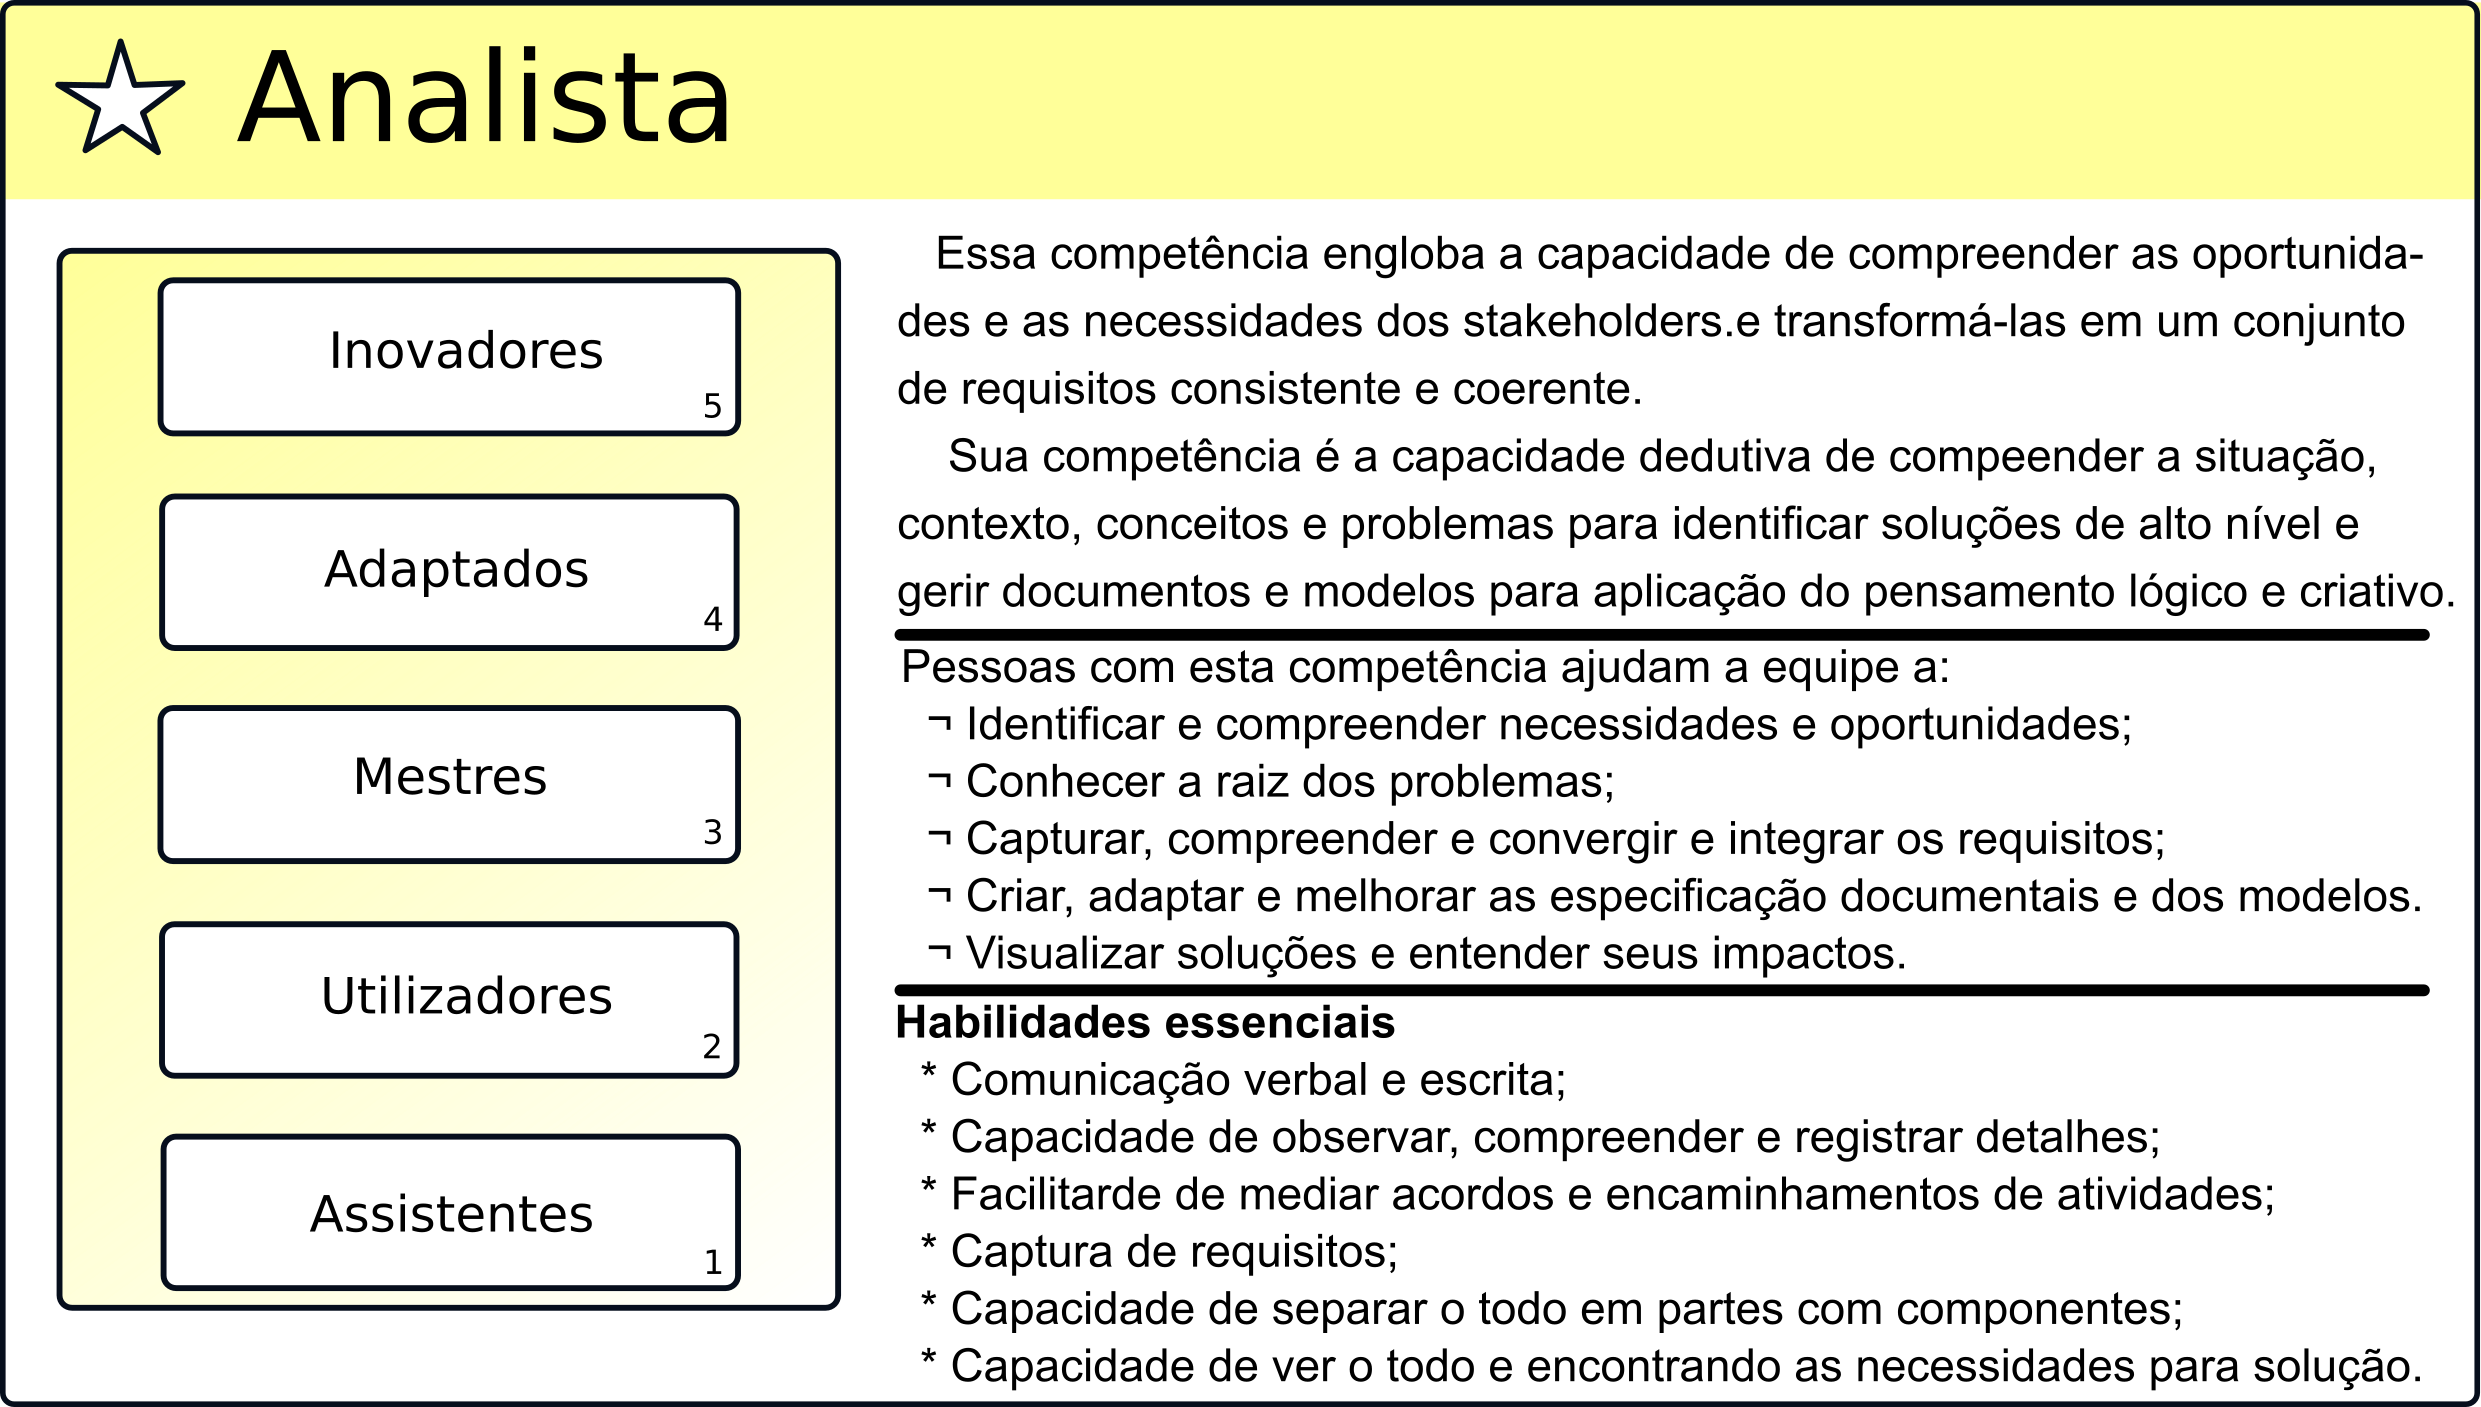 Analista
Inovadores
5
Adaptados
4
Mestres
3
Utilizadores
2
Assistentes
1
Essa competência engloba a capacidade de compreender as oportunida-
des e as necessidades dos stakeholders.e transformá-las em um conjunto
de requisitos consistente e coerente.
Sua competência é a capacidade dedutiva de compeender a situação,
contexto, conceitos e problemas para identificar soluções de alto nível e
gerir documentos e modelos para aplicação do pensamento lógico e criativo.
Pessoas com esta competência ajudam a equipe a:
¬ Identificar e compreender necessidades e oportunidades;
¬ Conhecer a raiz dos problemas;
¬ Capturar, compreender e convergir e integrar os requisitos;
¬ Criar, adaptar e melhorar as especificação documentais e dos modelos.
¬ Visualizar soluções e entender seus impactos.
Habilidades essenciais
* Comunicação verbal e escrita;
* Capacidade de observar, compreender e registrar detalhes;
* Facilitarde de mediar acordos e encaminhamentos de atividades;
* Captura de requisitos;
* Capacidade de separar o todo em partes com componentes;
* Capacidade de ver o todo e encontrando as necessidades para solução.